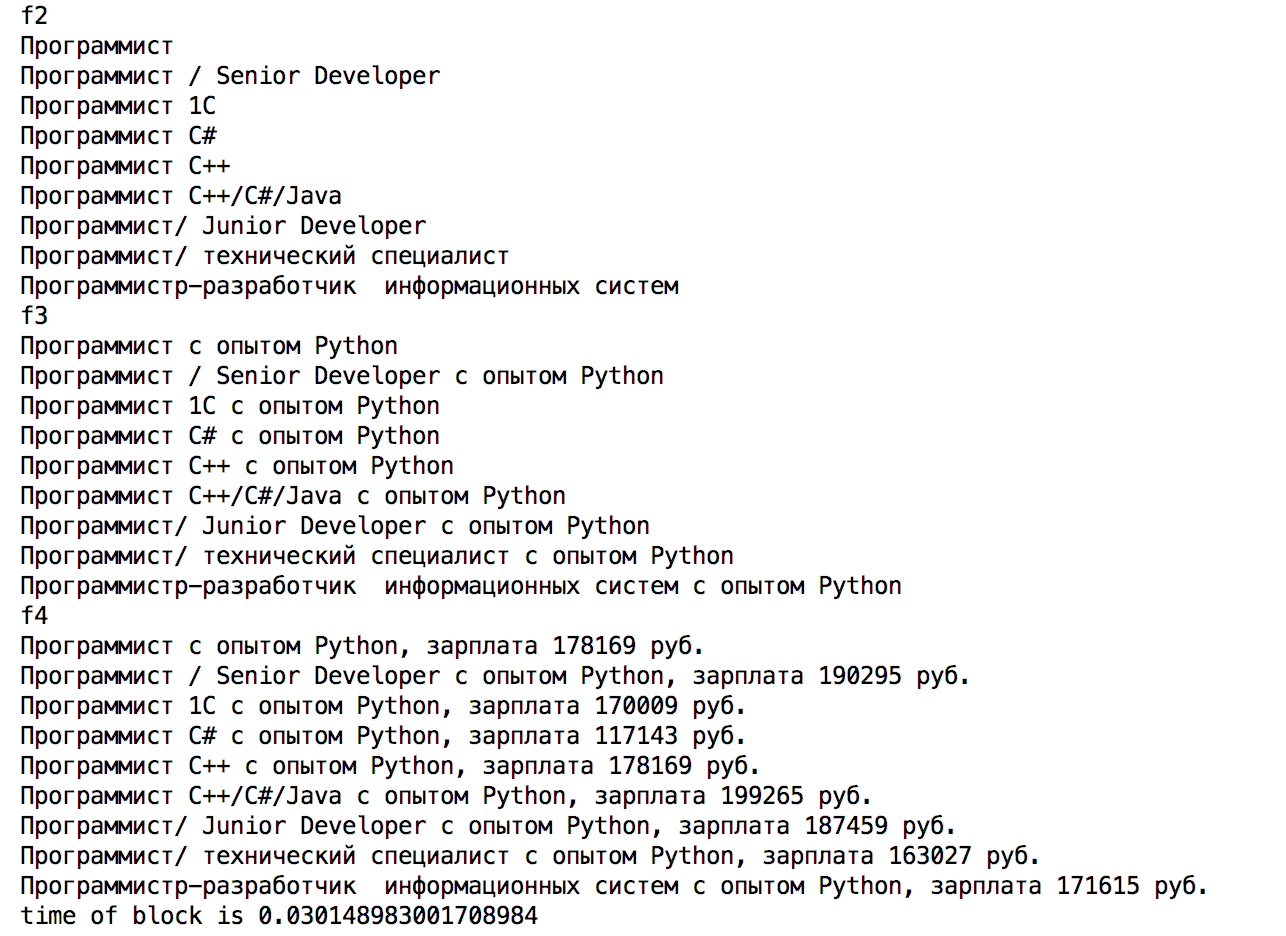 f2
Программист
Программист / Senior Developer
Программист 1C
Программист C#
Программист C++
Программист C++/C#/Java
Программист/ Junior Developer
Программист/ технический специалист
Программистр-разработчик  информационных систем
f3
Программист с опытом Python
Программист / Senior Developer с опытом Python
Программист 1C с опытом Python
Программист C# с опытом Python
Программист C++ с опытом Python
Программист C++/C#/Java с опытом Python
Программист/ Junior Developer с опытом Python
Программист/ технический специалист с опытом Python
Программистр-разработчик  информационных систем с опытом Python
f4
Программист с опытом Python, зарплата 178169 руб.
Программист / Senior Developer с опытом Python, зарплата 190295 руб.
Программист 1C с опытом Python, зарплата 170009 руб.
Программист C# с опытом Python, зарплата 117143 руб.
Программист C++ с опытом Python, зарплата 178169 руб.
Программист C++/C#/Java с опытом Python, зарплата 199265 руб.
Программист/ Junior Developer с опытом Python, зарплата 187459 руб.
Программист/ технический специалист с опытом Python, зарплата 163027 руб.
Программистр-разработчик  информационных систем с опытом Python, зарплата 171615 руб.
time of block is 0.030148983001708984